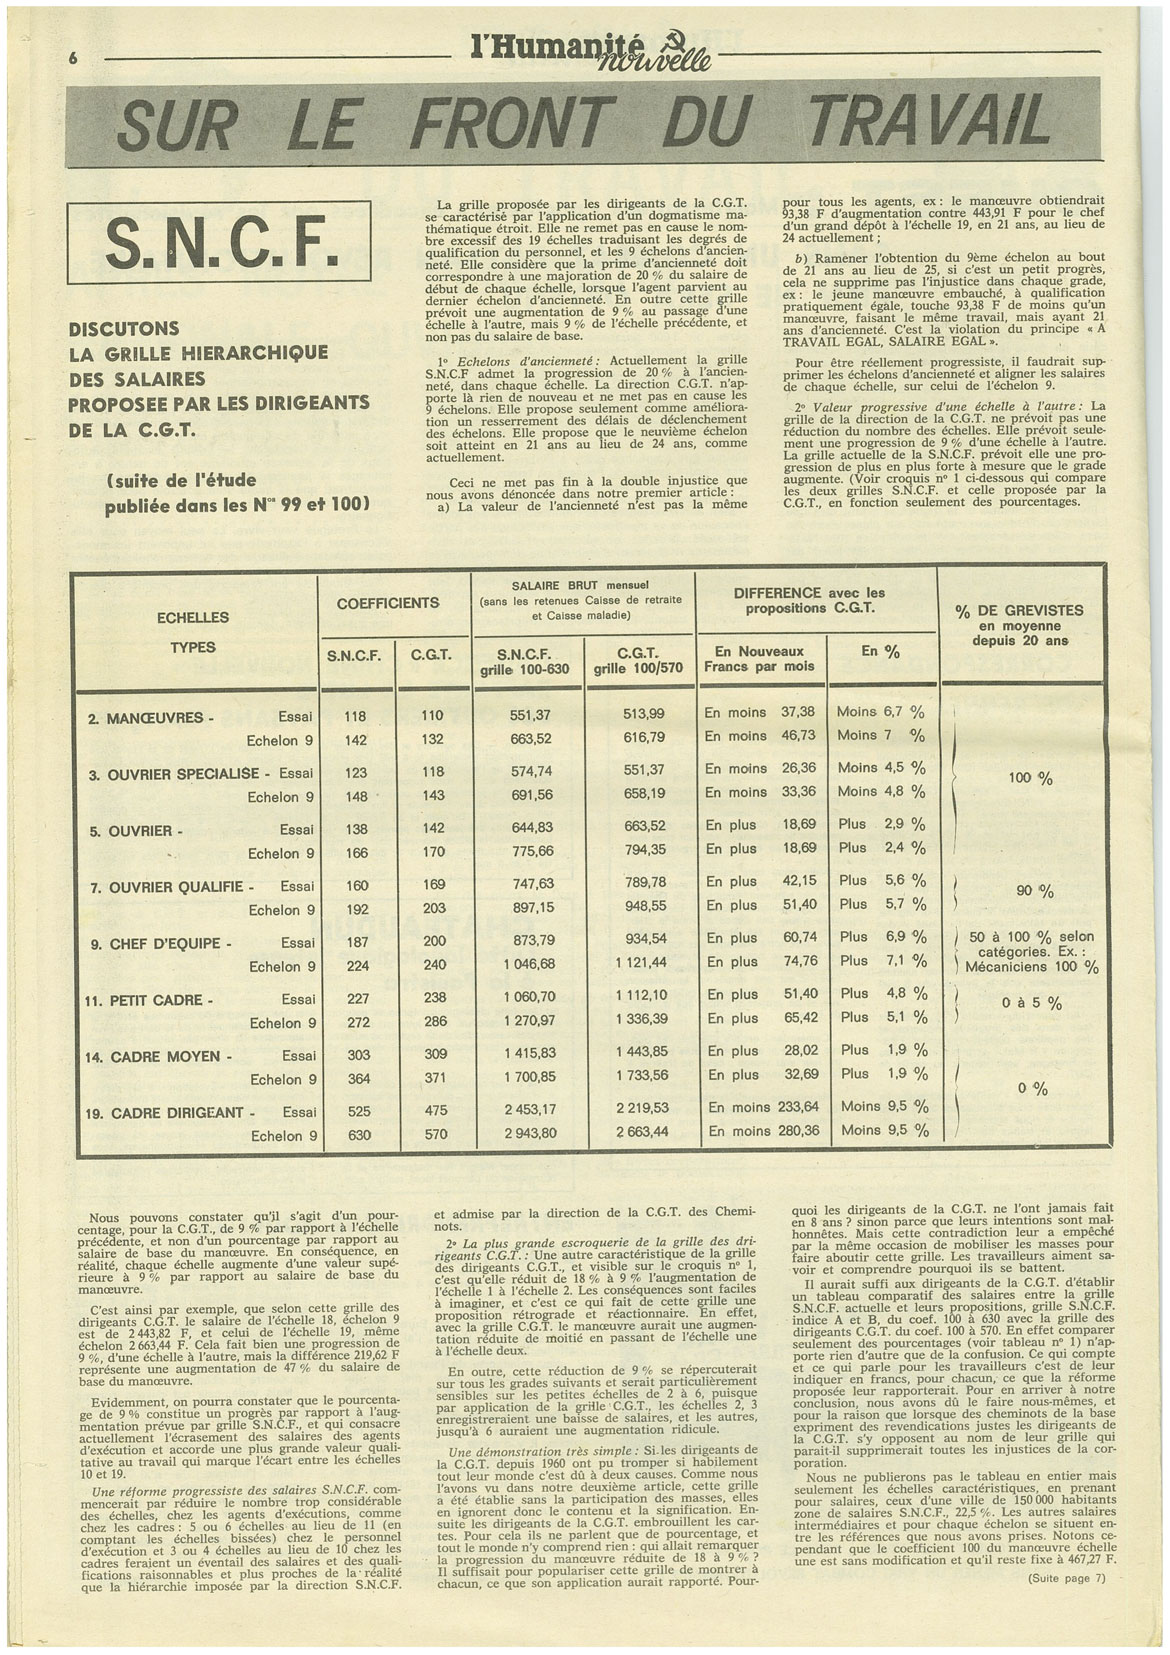 6
l'Humanité nouvelle
SUR LE FRONT DU TRAVAIL
S.N.C.F.
DISCUTONS
LA GRILLE HIERARCHIQUE
DES SALAIRES
PROPOSEE PAR LES DIRIGEANTS
DE LA C.G.T.
(suite de l'étude
publiée dans les Nos 99 et 100)
La grille proposée par les dirigeants de la C.G.T.
se caractérisé par l'application d'un dogmatisme ma-
thématique étroit. Elle ne remet pas en cause le nom-
bre excessif des 19 échelles traduisant les degrés de
qualification du personnel, et les 9 échelons d'ancien-
neté. Elle considère que la prime d'ancienneté doit
correspondre à une majoration de 20 % du salaire de
début de chaque échelle, lorsque l'agent parvient au
dernier échelon d'ancienneté. En outre cette grille
prévoit une augmentation de 9 % au passage d'une
échelle à l'autre, mais 9 % de l'échelle précédente, et
non pas du salaire de base.
1° Echelons d'ancienneté : Actuellement la grille
S.N.C.F admet la progression de 20 % à l'ancien-
neté, dans chaque échelle. La direction C.G.T. n'ap-
porte là rien de nouveau et ne met pas en cause les
9 échelons. Elle propose seulement comme améliora-
tion un resserrement des délais de déclenchement
des échelons. Elle propose que le neuvième échelon
soit atteint en 21 ans au lieu de 24 ans, comme
actuellement.
Ceci ne met pas fin à la double injustice que
nous avons dénoncée dans notre premier article :
a) La valeur de l'ancienneté n'est pas la même
pour tous les agents, ex : le manœuvre obtiendrait
93,38 F d'augmentation contre 443,91 F pour le chef
d'un grand dépôt à l'échelle 19, en 21 ans, au lieu de
24 actuellement ;
b) Ramener l'obtention du 9ème échelon au bout
de 21 ans au lieu de 25, si c'est un petit progrès,
cela ne supprime pas l'injustice dans chaque grade,
ex : le jeune manœuvre embauché, à qualification
pratiquement égale, touche 93,38 F de moins qu'un
manœuvre, faisant le même travail, mais ayant 21
ans d'ancienneté. C'est la violation du principe « A
TRAVAIL EGAL, SALAIRE EGAL ».
Pour être réellement progressiste, il faudrait sup-
primer les échelons d'ancienneté et aligner les salaires
de chaque échelle, sur celui de l'échelon 9.
2° Valeur progressive d'une échelle à l'autre : La
grille de la direction de la C.G.T. ne prévoit pas une
réduction du nombre des échelles. Elle prévoit seule-
ment une progression de 9 % d'une échelle à l'autre.
La grille actuelle de la S.N.C.F. prévoit elle une pro-
gression de plus en plus forte à mesure que le grade
augmente. (Voir croquis n° 1 ci-dessous qui compare
les deux grilles S.N.C.F. et celle proposée par la
C.G.T., en fonction seulement des pourcentages.
ECHELLES
TYPES
COEFFICIENTS
S.N.C.F. C.G.T.
SALAIRE BRUT mensuel
(sans les retenues Caisse de retraite
et Caisse maladie)
S.N.C.F.
grille 100-630
C.G.T.
grille 100/570
DIFFERENCE avec les
propositions C.G.T.
En Nouveaux
Francs par mois
En %
% DE GREVISTES
en moyenne
depuis 20 ans
2. MANŒUVRES - Essai 118 110 551,37 513,99 En moins 37,38 Moins 6,7 %
Echelon 9 142 132 663,52 616,79 En moins 46,73 Moins 7 %
3. OUVRIER SPECIALISE - Essai 123 118 574,74 551,37 En moins 26,36 Moins 4,5 %
100 %
Echelon 9 148 143 691,56 658,19 En moins 33,36 Moins 4,8 %
5. OUVRIER - Essai 138 142 644,83 663,52 En plus 18,69 Plus 2,9 %
Echelon 9 166 170 775,66 794,35 En plus 18,69 Plus 2,4 %
7. OUVRIER QUALIFIE - Essai 160 169 747,63 789,78 En plus 42,15 Plus 5,6 %
90 %
Echelon 9 192 203 897,15 948,55 En plus 51,40 Plus 5,7 %
9. CHEF D'EQUIPE - Essai 187 200 873,79 934,54 En plus 60,74 Plus 6,9 %
50 à 100 % selon
catégories. Ex. :
Mécaniciens 100 %
Echelon 9 224 240 1 046,68 1 121,44 En plus 74,76 Plus 7,1 %
11. PETIT CADRE - Essai 227 238 1 060,70 1 112,10 En plus 51,40 Plus 4,8 %
0 à 5 %
Echelon 9 272 286 1 270,97 1 336,39 En plus 65,42 Plus 5,1 %
14. CADRE MOYEN - Essai 303 309 1 415,83 1 443,85 En plus 28,02 Plus 1,9 %
Echelon 9 364 371 1 700,85 1 733,56 En plus 32,69 Plus 1,9 %
0 %
19. CADRE DIRIGEANT - Essai 525 475 2 453,17 2 219,53 En moins 233,64 Moins 9,5 %
Echelon 9 630 570 2 943,80 2 663,44 En moins 280,36 Moins 9,5 %
Nous pouvons constater qu'il s'agit d'un pour-
centage, pour la C.G.T., de 9 % par rapport à l'échelle
précédente, et non d'un pourcentage par rapport au
salaire de base du manœuvre. En conséquence, en
réalité, chaque échelle augmente d'une valeur supé-
rieure à 9 % par rapport au salaire de base du
manœuvre.
C'est ainsi par exemple, que selon cette grille des
dirigeants C.G.T. le salaire de l'échelle 18, échelon 9
est de 2 443,82 F, et celui de l'échelle 19, même
échelon 2 663,44 F. Cela fait bien une progression de
9 %, d'une échelle à l'autre, mais la différence 219,62 F
représente une augmentation de 47 % du salaire de
base du manœuvre.
Evidemment, on pourra constater que le pourcenta-
ge de 9 % constitue un progrès par rapport à l'aug-
mentation prévue par grille S.N.C.F., et qui consacre
actuellement l'écrasement des salaires des agents
d'exécution et accorde une plus grande valeur quali-
tative au travail qui marque l'écart entre les échelles
10 et 19.
Une réforme progressiste des salaires S.N.C.F. com-
mencerait par réduire le nombre trop considérable
des échelles, chez les agents d'exécutions, comme
chez les cadres : 5 ou 6 échelles au lieu de 11 (en
comptant les échelles bissées) chez le personnel
d'exécution et 3 ou 4 échelles au lieu de 10 chez les
cadres feraient un éventail des salaires et des quali-
fications raisonnables et plus proches de la réalité
que la hiérarchie imposée par la direction S.N.C.F.
et admise par la direction de la C.G.T. des Chemi-
nots.
2° La plus grande escroquerie de la grille des di-
rigeants C.G.T. : Une autre caractéristique de la grille
des dirigeants C.G.T., et visible sur le croquis n° 1,
c'est qu'elle réduit de 18 % à 9 % l'augmentation de
l'échelle 1 à l'échelle 2. Les conséquences sont faciles
à imaginer, et c'est ce qui fait de cette grille une
proposition rétrograde et réactionnaire. En effet,
avec la grille C.G.T. le manœuvre aurait une augmen-
tation réduite de moitié en passant de l'échelle une
à l'échelle deux.
En outre, cette réduction de 9 % se répercuterait
sur tous les grades suivants et serait particulièrement
sensibles sur les petites échelles de 2 à 6, puisque
par application de la grille C.G.T., les échelles 2, 3
enregistreraient une baisse de salaires, et les autres,
jusqu'à 6 auraient une augmentation ridicule.
Une démonstration très simple : Si les dirigeants de
la C.G.T. depuis 1960 ont pu tromper si habilement
tout leur monde c'est dû à deux causes. Comme nous
l'avons vu dans notre deuxième article, cette grille
a été établie sans la participation des masses, elles
en ignorent donc le contenu et la signification. En-
suite les dirigeants de la C.G.T. embrouillent les car-
tes. Pour cela ils ne parlent que de pourcentage, et
tout le monde n'y comprend rien : qui allait remarquer
la progression du manœuvre réduite de 18 à 9 % ?
Il suffisait pour populariser cette grille de montrer à
chacun, ce que son application aurait rapporté. Pour-
quoi les dirigeants de la C.G.T. ne l'ont jamais fait
en 8 ans ? sinon parce que leurs intentions sont mal-
honnêtes. Mais cette contradiction leur a empêché
par la même occasion de mobiliser les masses pour
faire aboutir cette grille. Les travailleurs aiment sa-
voir et comprendre pourquoi ils se battent.
Il aurait suffi aux dirigeants de la C.G.T. d'établir
un tableau comparatif des salaires entre la grille
S.N.C.F. actuelle et leurs propositions, grille S.N.C.F.
indice A et B, du coef. 100 à 630 avec la grille des
dirigeants C.G.T. du coef. 100 à 570. En effet comparer
seulement des pourcentages (voir tableau n° 1) n'ap-
porte rien d'autre que de la confusion. Ce qui compte
et ce qui parle pour les travailleurs c'est de leur
indiquer en francs, pour chacun, ce que la réforme
proposée leur rapporterait. Pour en arriver à notre
conclusion, nous avons dû le faire nous-mêmes, et
pour la raison que lorsque des cheminots de la base
expriment des revendications justes les dirigeants de
la C.G.T. s'y opposent au nom de leur grille qui
parait-il supprimerait toutes les injustices de la cor-
poration.
Nous ne publierons pas le tableau en entier mais
seulement les échelles caractéristiques, en prenant
pour salaires, ceux d'une ville de 150 000 habitants
zone de salaires S.N.C.F., 22,5 %. Les autres salaires
intermédiaires et pour chaque échelon se situent en-
tre les références que nous avons prises. Notons ce-
pendant que le coefficient 100 du manœuvre échelle
une est sans modification et qu'il reste fixe à 467,27 F.
(Suite page 7)